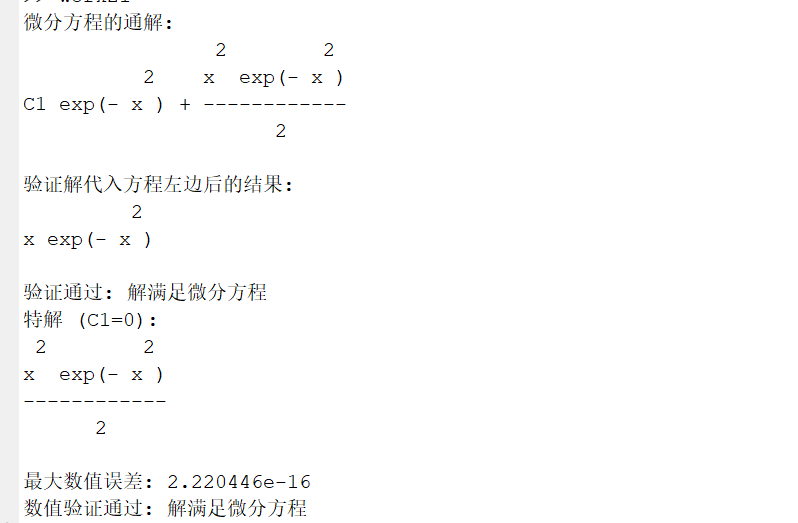 微分方程的通解:
2 2
2 x exp(- x )
C1 exp(- x ) + ------------
2
验证解代入方程左边后的结果:
2
x exp(- x )
验证通过: 解满足微分方程
特解 (C1=0):
2 2
x exp(- x )
------------
2
最大数值误差: 2.220446e-16
数值验证通过: 解满足微分方程